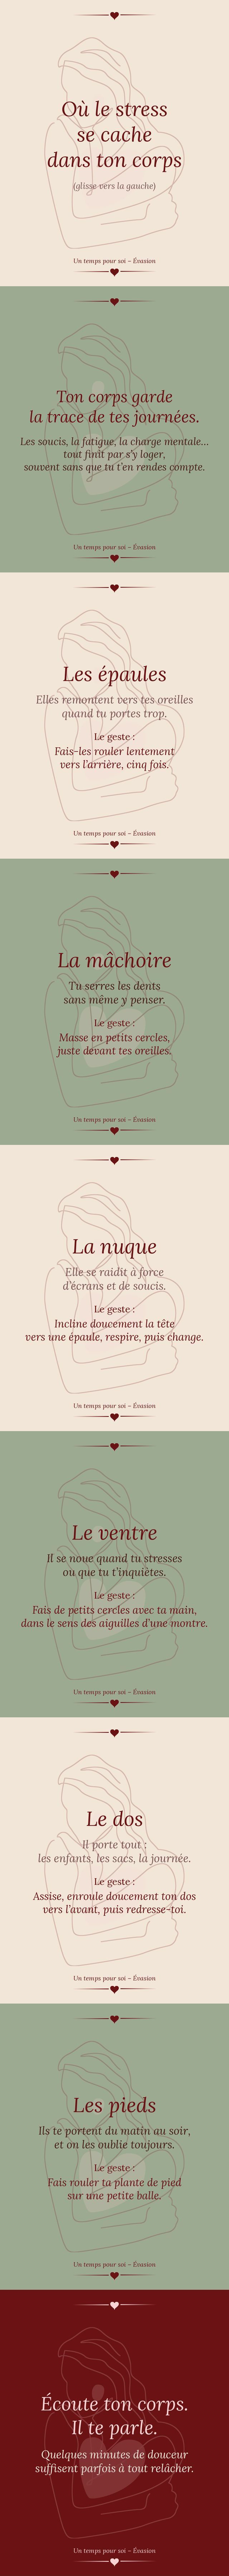 Où le stress
se cache
dans ton corps
(glisse vers la gauche)
Un temps pour soi – Évasion
Ton corps garde
la trace de tes journées.
Les soucis, la fatigue, la charge mentale...
tout finit par s'y loger,
souvent sans que tu t'en rendes compte.
Un temps pour soi – Évasion
Les épaules
Elles remontent vers tes oreilles
quand tu portes trop.
Le geste :
Fais-les rouler lentement
vers l'arrière, cinq fois.
Un temps pour soi – Évasion
La mâchoire
Tu serres les dents
sans même y penser.
Le geste :
Masse en petits cercles,
juste devant tes oreilles.
Un temps pour soi – Évasion
La nuque
Elle se raidit à force
d'écrans et de soucis.
Le geste :
Incline doucement la tête
vers une épaule, respire, puis change.
Un temps pour soi – Évasion
Le ventre
Il se noue quand tu stresses
ou que tu t'inquiètes.
Le geste :
Fais de petits cercles avec ta main,
dans le sens des aiguilles d'une montre.
Un temps pour soi – Évasion
Le dos
Il porte tout :
les enfants, les sacs, la journée.
Le geste :
Assise, enroule doucement ton dos
vers l'avant, puis redresse-toi.
Un temps pour soi – Évasion
Les pieds
Ils te portent du matin au soir,
et on les oublie toujours.
Le geste :
Fais rouler ta plante de pied
sur une petite balle.
Un temps pour soi – Évasion
Écoute ton corps.
Il te parle.
Quelques minutes de douceur
suffisent parfois à tout relâcher.
Un temps pour soi – Évasion